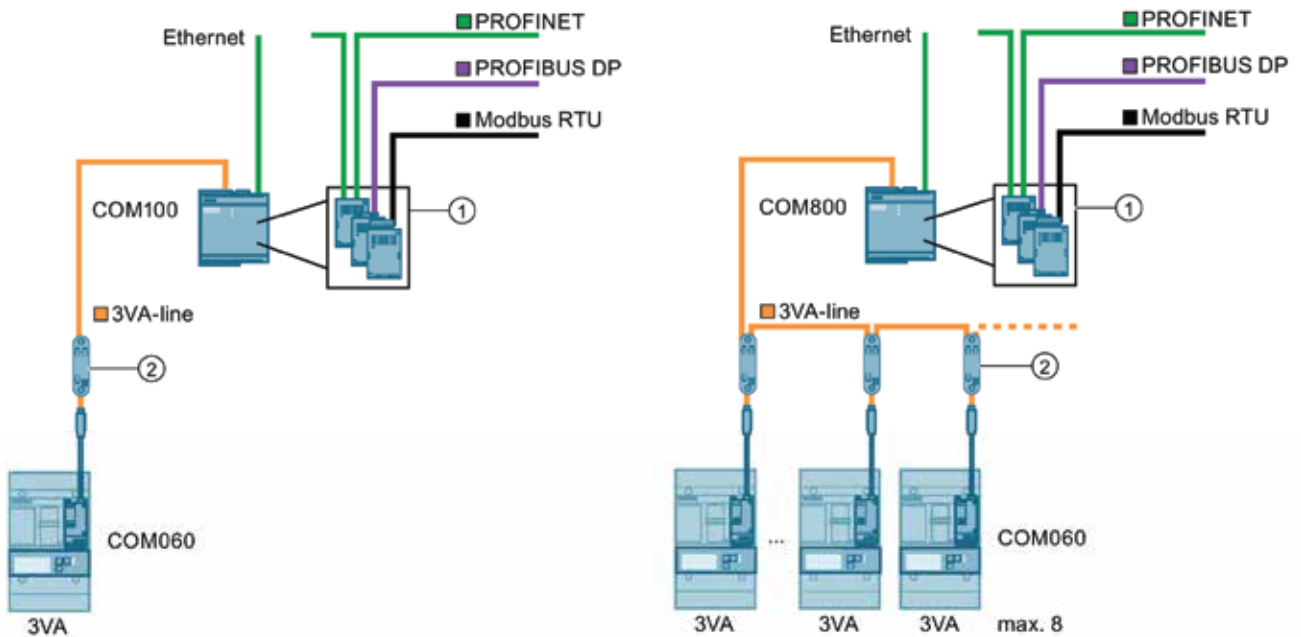 PROFINET
Ethernet
PROFIBUS DP
Modbus RTU
COM100
1
3VA-line
2
COM060
3VA
PROFINET
Ethernet
PROFIBUS DP
Modbus RTU
COM800
1
3VA-line
2
...
COM060
3VA
3VA
3VA
max. 8